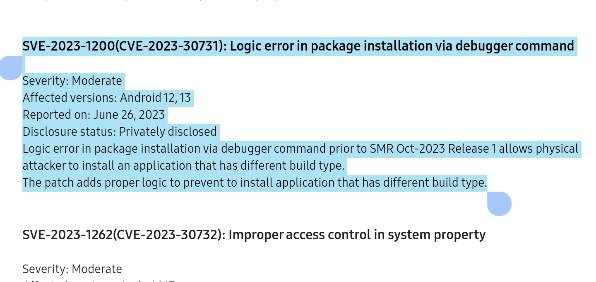 SVE-2023-1200(CVE-2023-30731): Logic error in package installation via debugger command
Severity: Moderate
Affected versions: Android 12, 13
Reported on: June 26, 2023
Disclosure status: Privately disclosed
Logic error in package installation via debugger command prior to SMR Oct-2023 Release 1 allows physical
attacker to install an application that has different build type.
The patch adds proper logic to prevent to install application that has different build type.
SVE-2023-1262(CVE-2023-30732): Improper access control in system property
Severity: Moderate